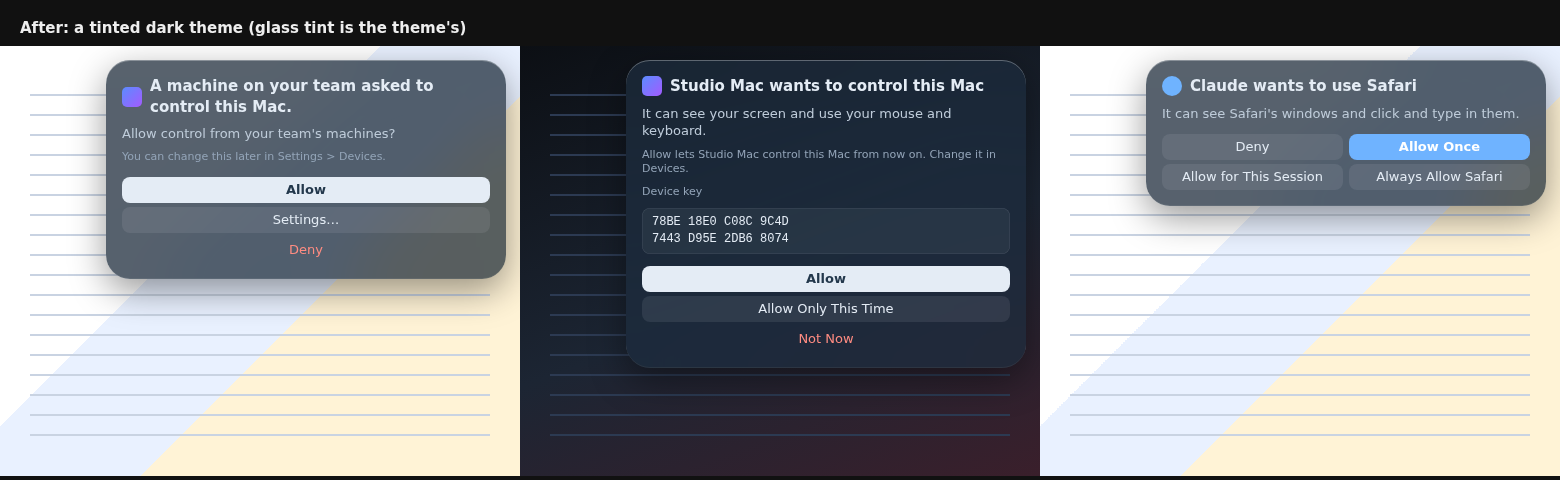 After: a tinted dark theme (glass tint is the theme's)
A machine on your team asked to
control this Mac.
Allow control from your team's machines?
You can change this later in Settings > Devices.
Allow
Settings…
Deny
Studio Mac wants to control this Mac
It can see your screen and use your mouse and
keyboard.
Allow lets Studio Mac control this Mac from now on. Change it in
Devices.
Device key
78BE 18E0 C08C 9C4D
7443 D95E 2DB6 8074
Allow
Allow Only This Time
Not Now
Claude wants to use Safari
It can see Safari's windows and click and type in them.
Deny
Allow Once
Allow for This Session
Always Allow Safari